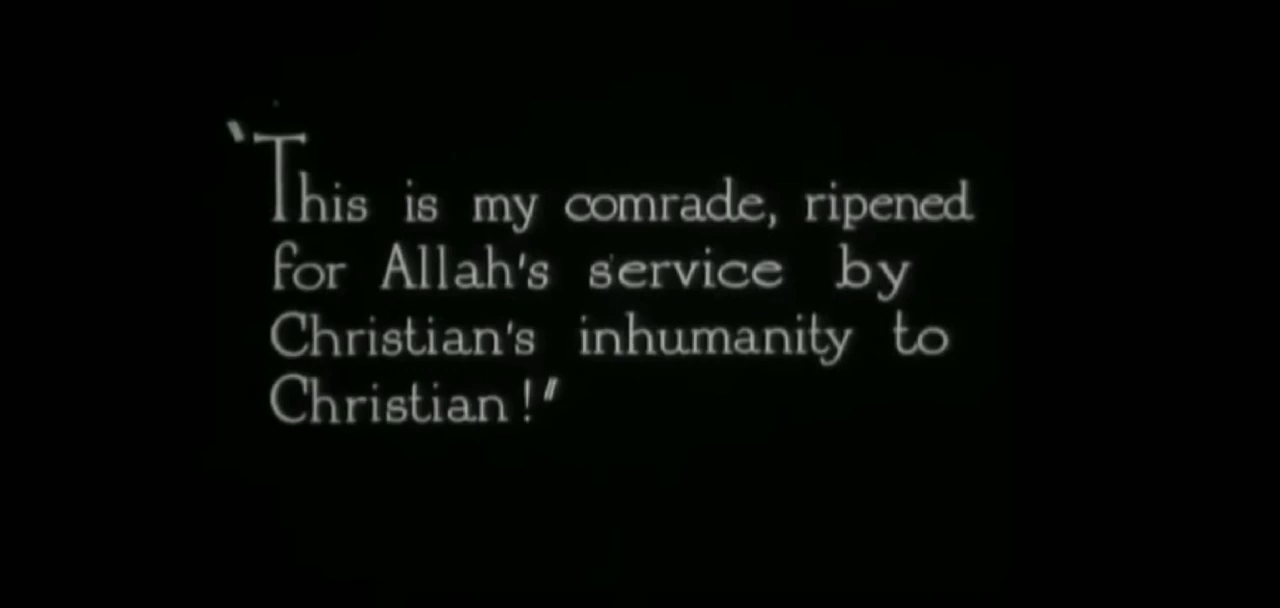 "This is my comrade, ripened
for Allah's service by
Christian's inhumanity to
Christian!"